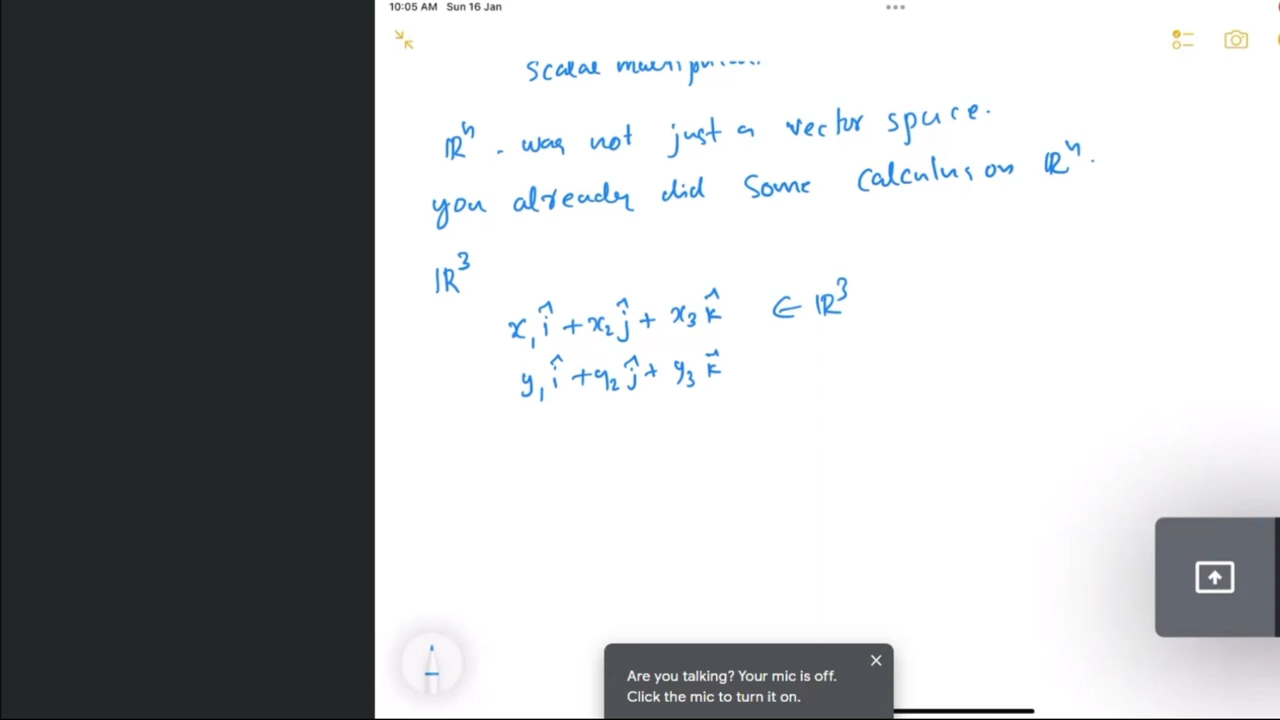 10:05 AM Sun 16 Jan
scalar
ℝⁿ - was not just a vector space.
you already did some calculus on ℝⁿ.
ℝ³
x₁î + x₂ĵ + x₃k̂ ∈ ℝ³
y₁î + y₂ĵ + y₃k̂
Are you talking? Your mic is off.
Click the mic to turn it on.